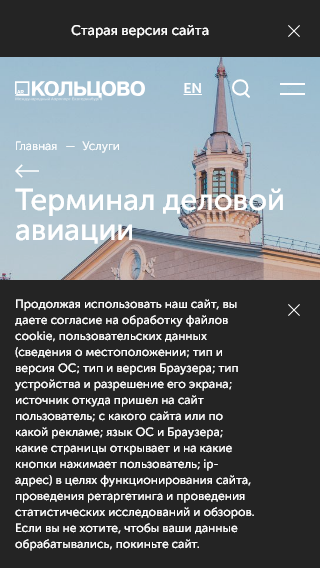 Старая версия сайта
КОЛЬЦОВО
EN
Главная — Услуги
Терминал деловой
авиации
Продолжая использовать наш сайт, вы
даете согласие на обработку файлов
cookie, пользовательских данных
(сведения о местоположении; тип и
версия ОС; тип и версия Браузера; тип
устройства и разрешение его экрана;
источник откуда пришел на сайт
пользователь; с какого сайта или по
какой рекламе; язык ОС и Браузера;
какие страницы открывает и на какие
кнопки нажимает пользователь; ip-
адрес) в целях функционирования сайта,
проведения ретаргетинга и проведения
статистических исследований и обзоров.
Если вы не хотите, чтобы ваши данные
обрабатывались, покиньте сайт.